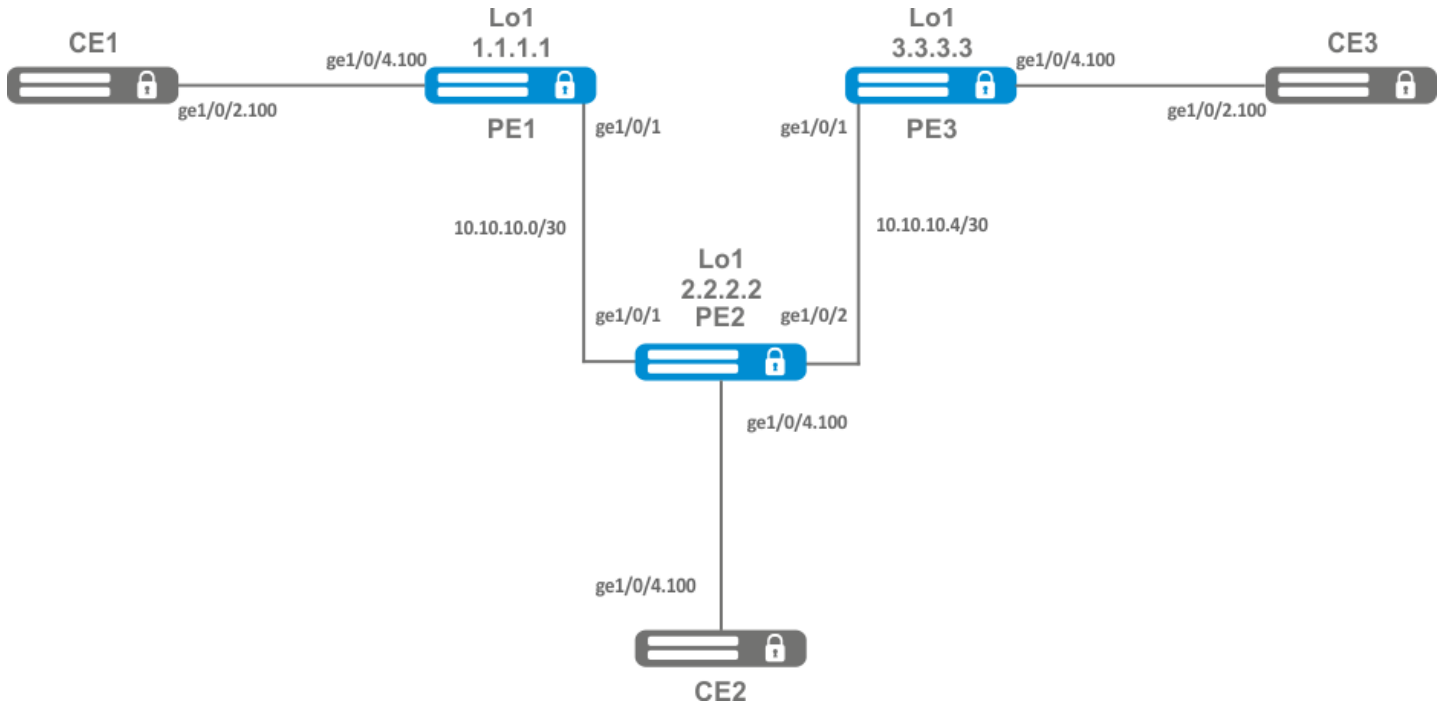 Lo1
1.1.1.1
Lo1
3.3.3.3
CE1
CE3
ge1/0/4.100
ge1/0/4.100
ge1/0/2.100
ge1/0/2.100
PE1
ge1/0/1
ge1/0/1
PE3
10.10.10.0/30
10.10.10.4/30
Lo1
2.2.2.2
ge1/0/1
PE2
ge1/0/2
ge1/0/4.100
ge1/0/4.100
CE2